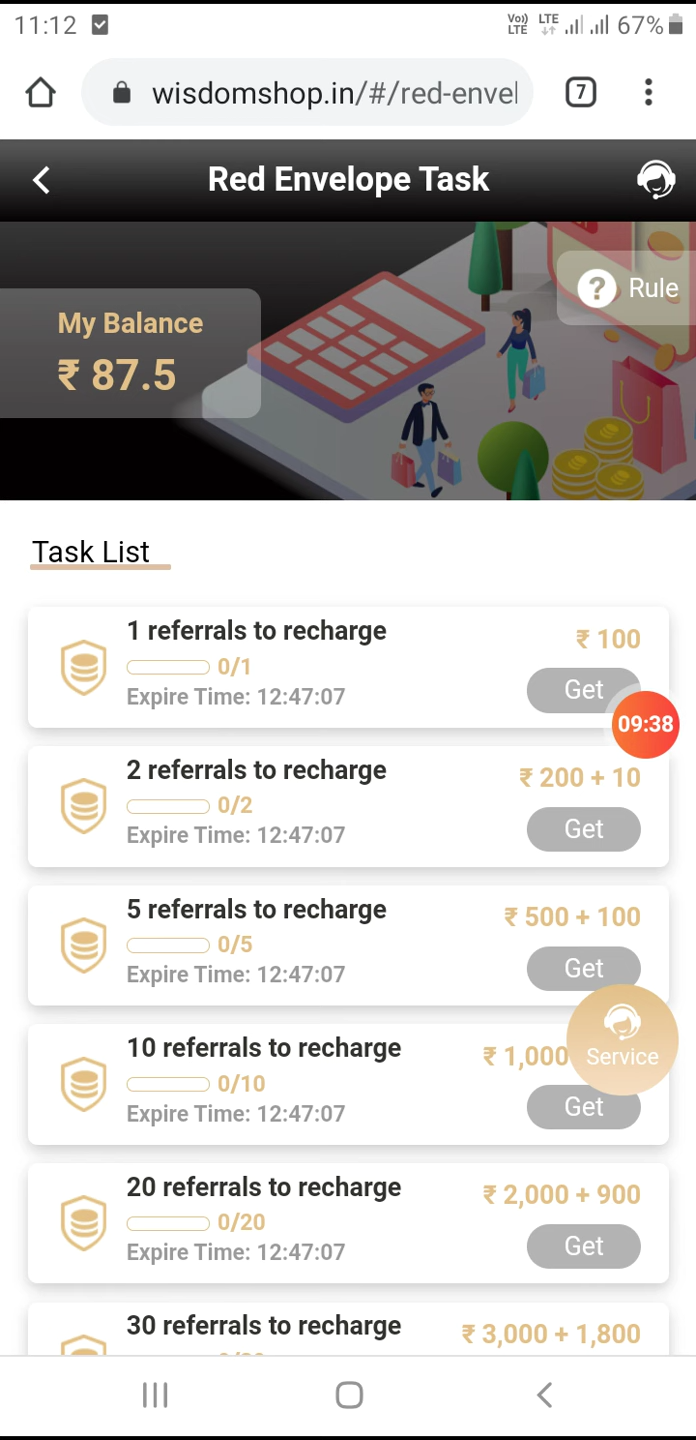 11:12
Vo))
LTE
LTE
67%
wisdomshop.in/#/red-envel
7
Red Envelope Task
? Rule
My Balance
₹ 87.5
Task List
1 referrals to recharge
₹ 100
0/1
Get
Expire Time: 12:47:07
09:38
2 referrals to recharge
₹ 200 + 10
0/2
Get
Expire Time: 12:47:07
5 referrals to recharge
₹ 500 + 100
0/5
Get
Expire Time: 12:47:07
10 referrals to recharge
₹ 1,000
Service
0/10
Get
Expire Time: 12:47:07
20 referrals to recharge
₹ 2,000 + 900
0/20
Get
Expire Time: 12:47:07
30 referrals to recharge
₹ 3,000 + 1,800